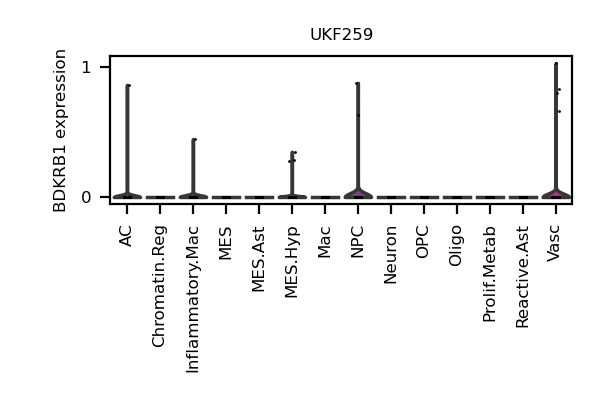 UKF259
BDKRB1 expression
1
0
AC
Chromatin.Reg
Inflammatory.Mac
MES
MES.Ast
MES.Hyp
Mac
NPC
Neuron
OPC
Oligo
Prolif.Metab
Reactive.Ast
Vasc